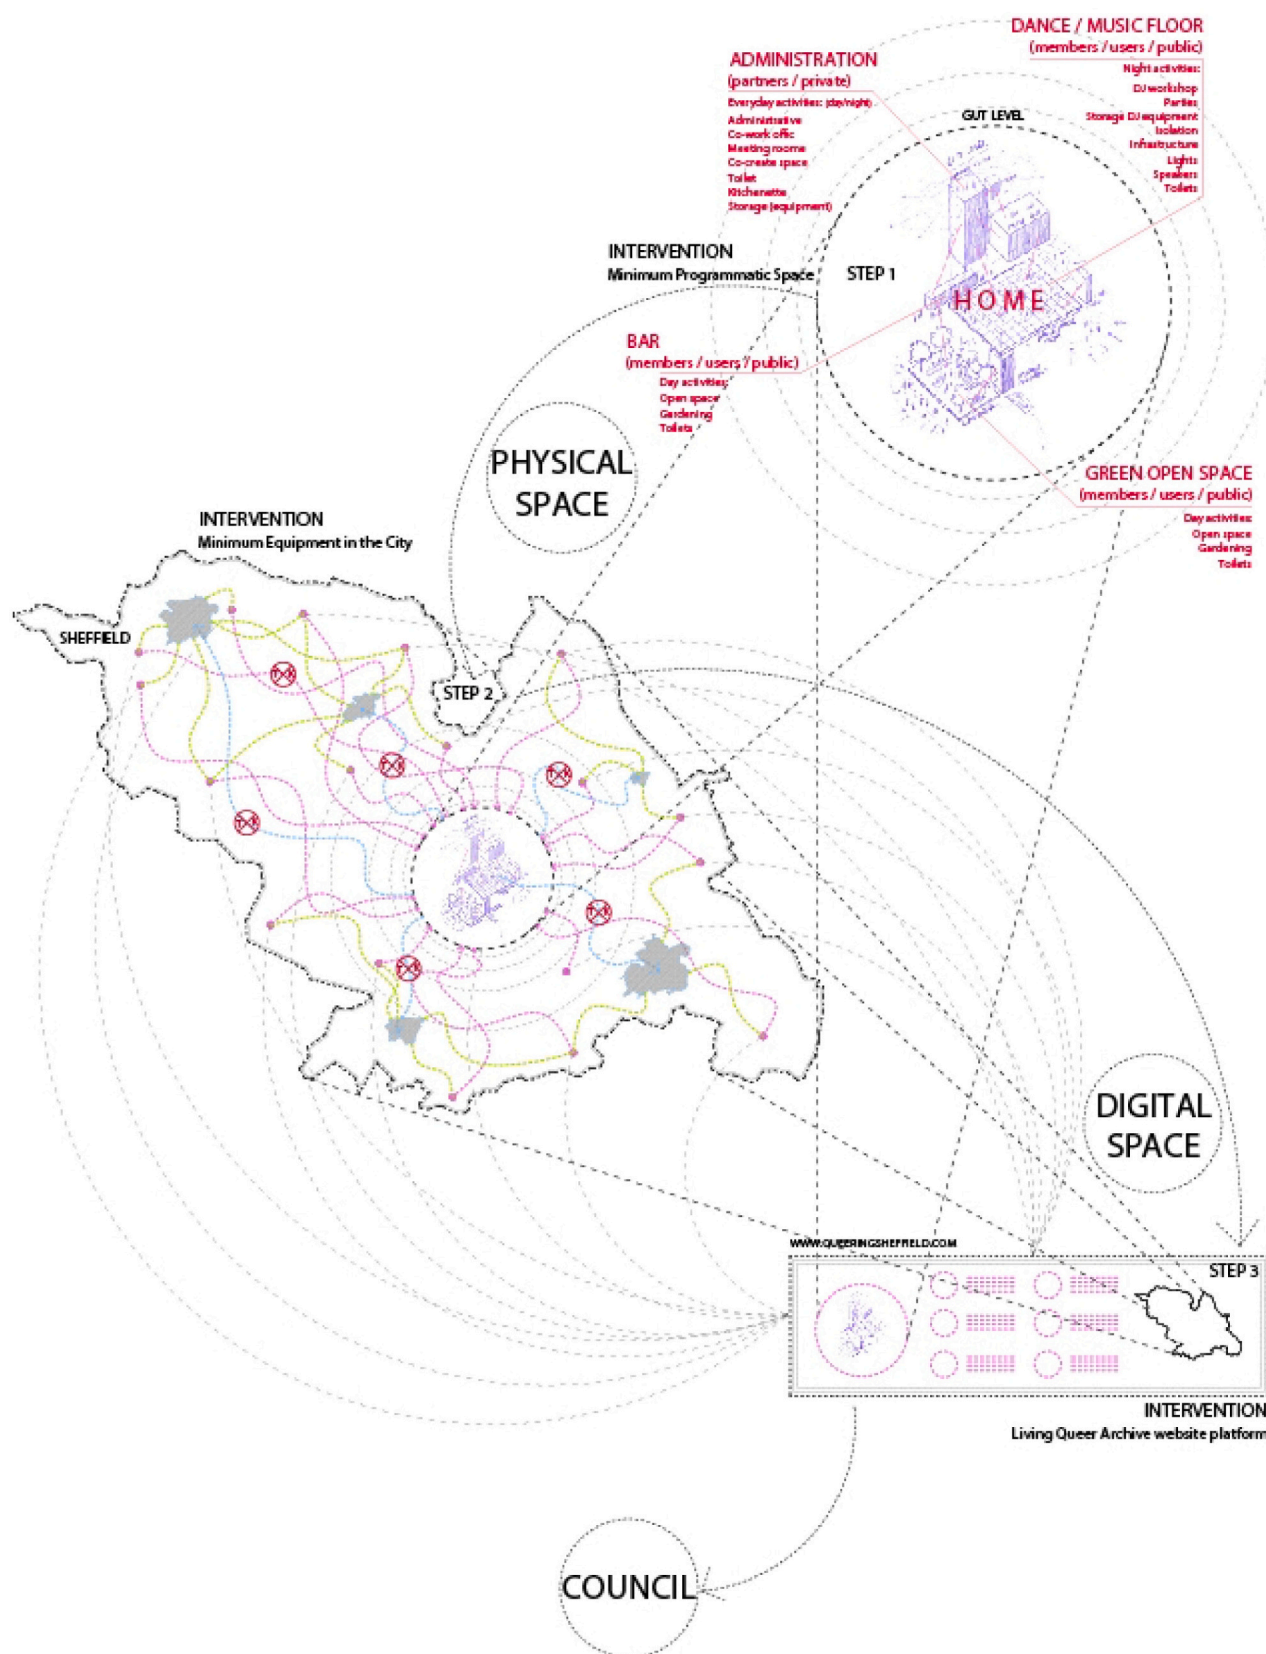 DANCE / MUSIC FLOOR
(members / users / public)
Night activities:
DJ workshop
Parties
Storage DJ equipment
Isolation
Infrastructure
Lights
Speakers
Toilets
ADMINISTRATION
(partners / private)
Everyday activities: (day/night)
Administrative
Co-work offic
Meeting rooms
Co-create space
Toilet
Kitchenette
Storage (equipment)
GUT LEVEL
INTERVENTION
Minimum Programmatic Space
STEP 1
HOME
BAR
(members / users / public)
Day activities:
Open space
Gardening
Toilets
PHYSICAL
SPACE
GREEN OPEN SPACE
(members / users / public)
Day activities:
Open space
Gardening
Toilets
INTERVENTION
Minimum Equipment in the City
SHEFFIELD
STEP 2
DIGITAL
SPACE
WWW.QUEERINGSHEFFIELD.COM
STEP 3
INTERVENTION
Living Queer Archive website platform
COUNCIL